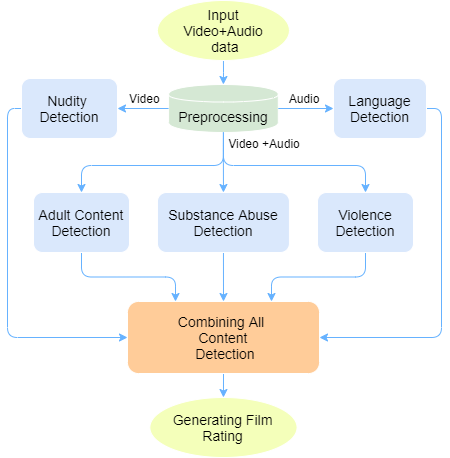 Input
Video+Audio
data
Nudity
Detection
Video
Preprocessing
Audio
Language
Detection
Video +Audio
Adult Content
Detection
Substance Abuse
Detection
Violence
Detection
Combining All
Content
Detection
Generating Film
Rating